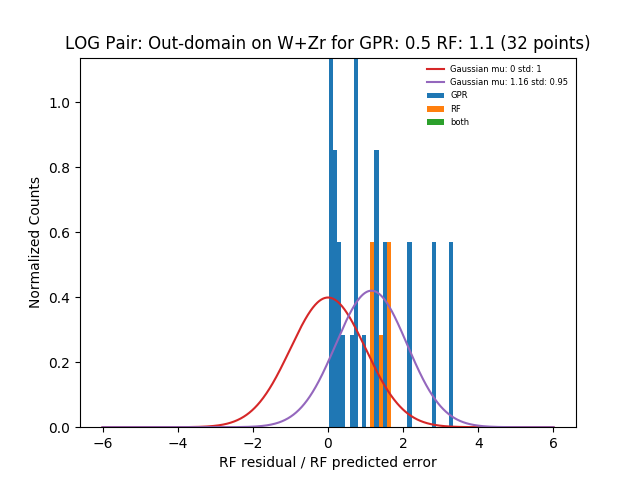 LOG Pair: Out-domain on W+Zr for GPR: 0.5 RF: 1.1 (32 points)
Gaussian mu: 0 std: 1
Gaussian mu: 1.16 std: 0.95
GPR
RF
both
Normalized Counts
1.0
0.8
0.6
0.4
0.2
0.0
−6 −4 −2 0 2 4 6
RF residual / RF predicted error